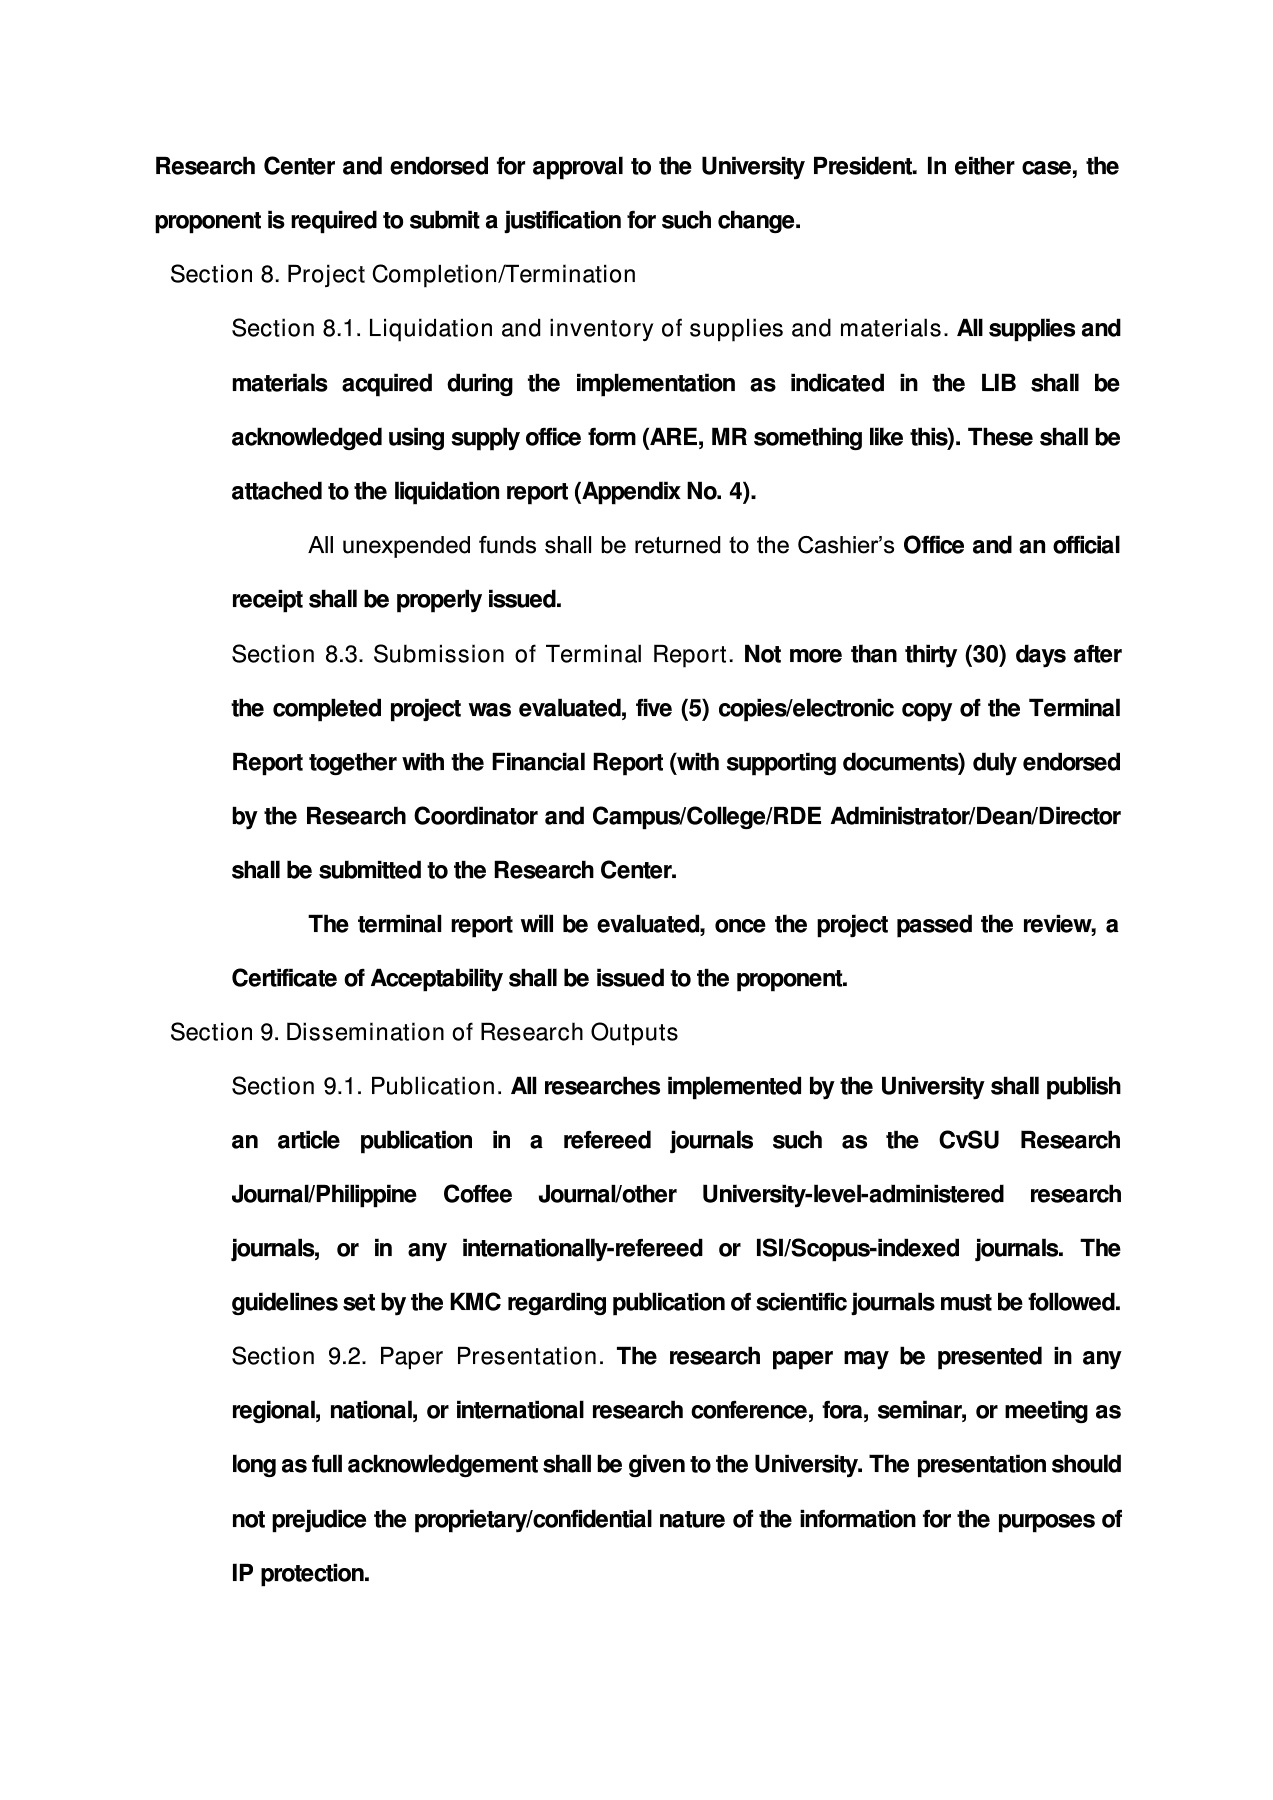 Research Center and endorsed for approval to the University President. In either case, the
proponent is required to submit a justification for such change.
Section 8. Project Completion/Termination
Section 8.1. Liquidation and inventory of supplies and materials. All supplies and
materials acquired during the implementation as indicated in the LIB shall be
acknowledged using supply office form (ARE, MR something like this). These shall be
attached to the liquidation report (Appendix No. 4).
All unexpended funds shall be returned to the Cashier’s Office and an official
receipt shall be properly issued.
Section 8.3. Submission of Terminal Report. Not more than thirty (30) days after
the completed project was evaluated, five (5) copies/electronic copy of the Terminal
Report together with the Financial Report (with supporting documents) duly endorsed
by the Research Coordinator and Campus/College/RDE Administrator/Dean/Director
shall be submitted to the Research Center.
The terminal report will be evaluated, once the project passed the review, a
Certificate of Acceptability shall be issued to the proponent.
Section 9. Dissemination of Research Outputs
Section 9.1. Publication. All researches implemented by the University shall publish
an article publication in a refereed journals such as the CvSU Research
Journal/Philippine Coffee Journal/other University-level-administered research
journals, or in any internationally-refereed or ISI/Scopus-indexed journals. The
guidelines set by the KMC regarding publication of scientific journals must be followed.
Section 9.2. Paper Presentation. The research paper may be presented in any
regional, national, or international research conference, fora, seminar, or meeting as
long as full acknowledgement shall be given to the University. The presentation should
not prejudice the proprietary/confidential nature of the information for the purposes of
IP protection.